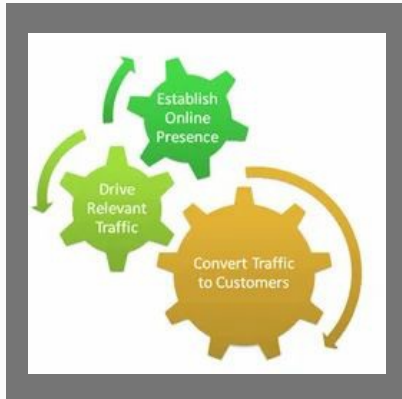 Establish
Online
Presence
Drive
Relevant
Traffic
Convert Traffic
to Customers